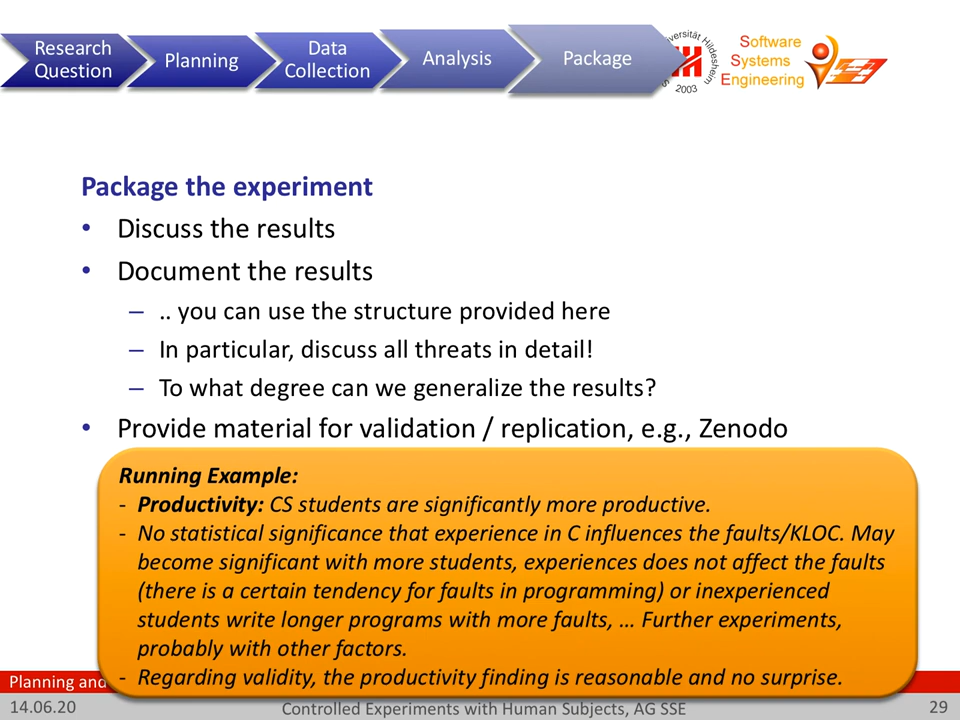 Research
Question
Planning
Data
Collection
Analysis
Package
Universität Hildesheim
2003
Software
Systems
Engineering
Package the experiment
• Discuss the results
• Document the results
– .. you can use the structure provided here
– In particular, discuss all threats in detail!
– To what degree can we generalize the results?
• Provide material for validation / replication, e.g., Zenodo
Running Example:
- Productivity: CS students are significantly more productive.
- No statistical significance that experience in C influences the faults/KLOC. May
become significant with more students, experiences does not affect the faults
(there is a certain tendency for faults in programming) or inexperienced
students write longer programs with more faults, … Further experiments,
probably with other factors.
- Regarding validity, the productivity finding is reasonable and no surprise.
Planning and
14.06.20
Controlled Experiments with Human Subjects, AG SSE
29